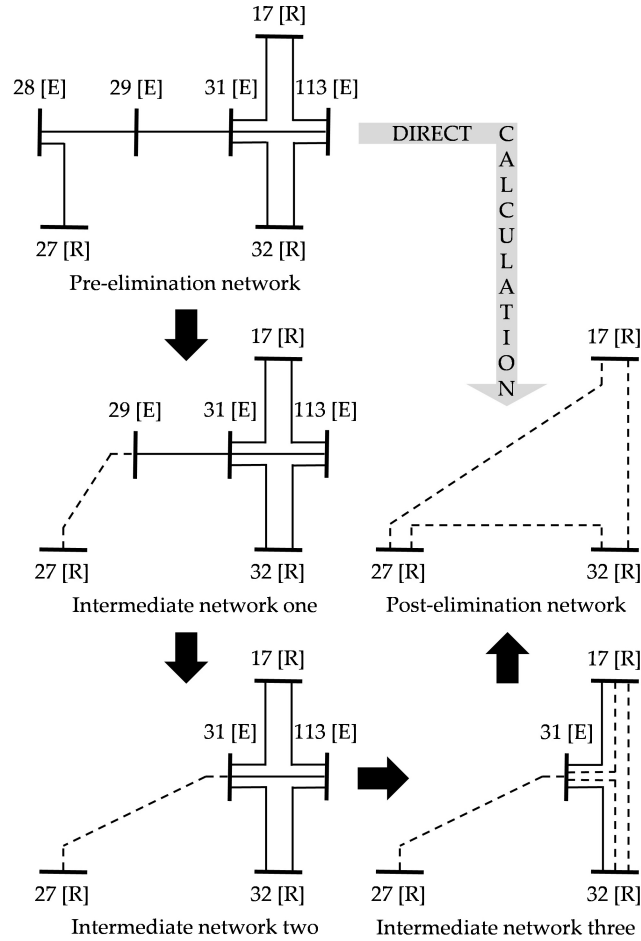 17 [R]
28 [E] 29 [E] 31 [E] 113 [E]
DIRECT CALCULATION
27 [R] 32 [R]
Pre-elimination network
17 [R] 17 [R]
29 [E] 31 [E] 113 [E]
27 [R] 32 [R] 27 [R] 32 [R]
Intermediate network one Post-elimination network
17 [R] 17 [R]
31 [E] 113 [E] 31 [E]
27 [R] 32 [R] 27 [R] 32 [R]
Intermediate network two Intermediate network three